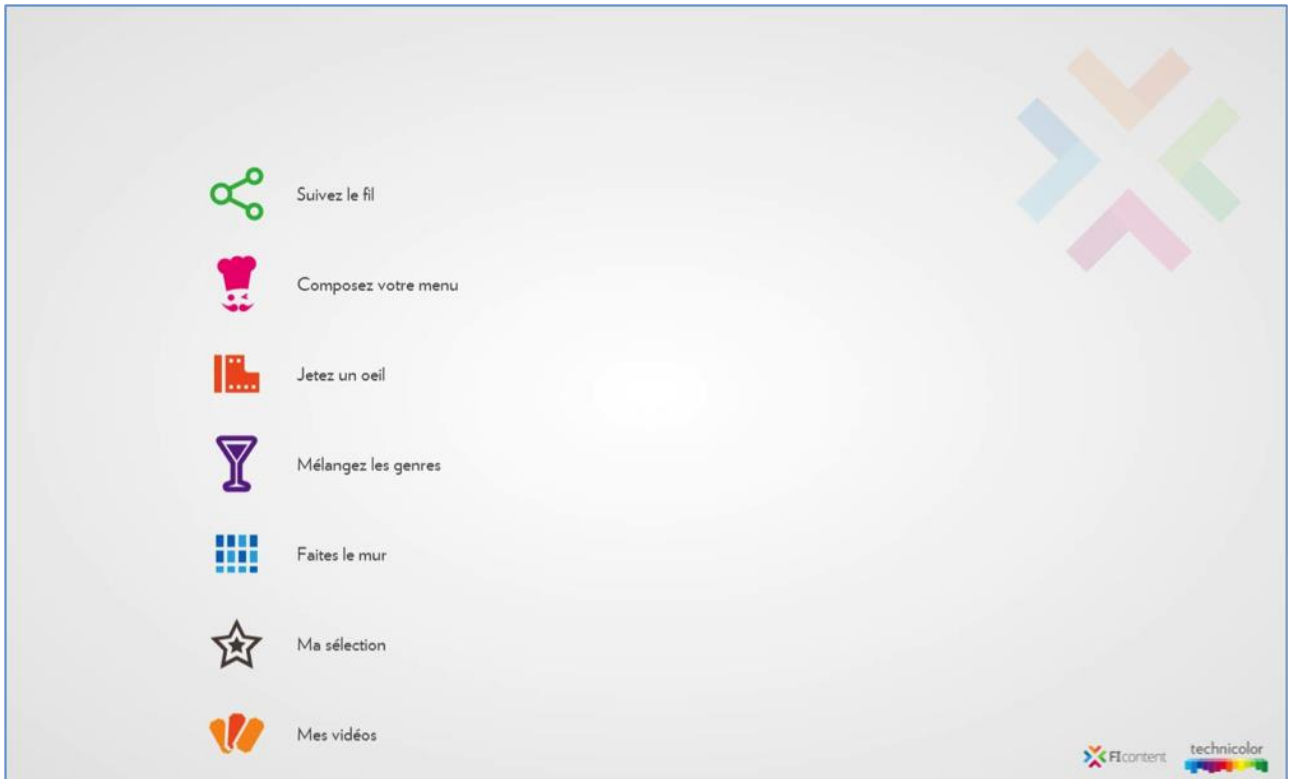 Suivez le fil
Composez votre menu
Jetez un oeil
Mélangez les genres
Faites le mur
Ma sélection
Mes vidéos
FIcontent
technicolor